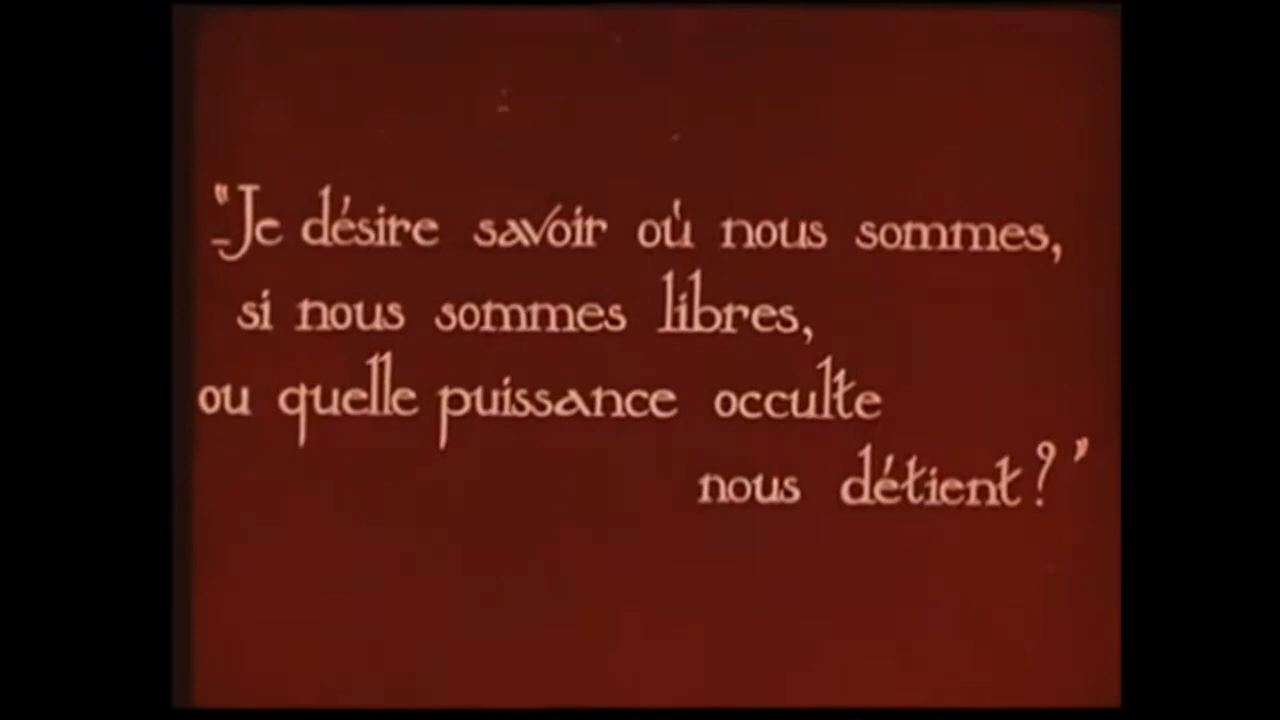 "Je désire savoir où nous sommes,
si nous sommes libres,
ou quelle puissance occulte
nous détient?"